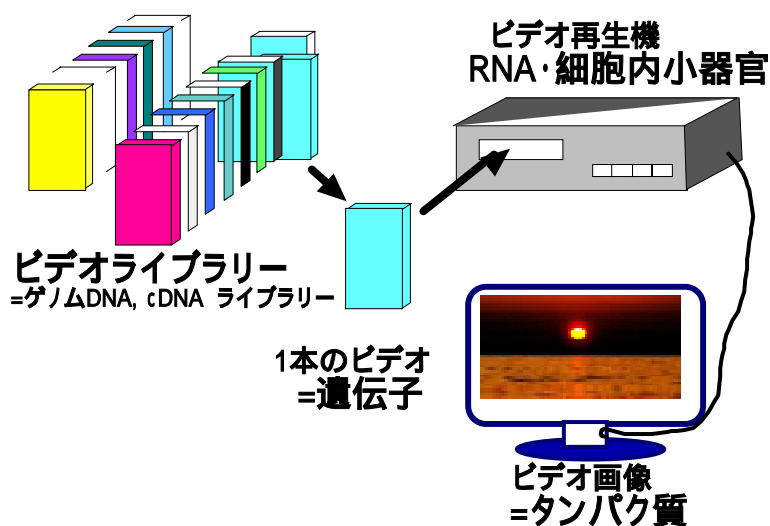 ビデオ再生機
RNA・細胞内小器官
ビデオライブラリー
=ゲノムDNA, cDNA ライブラリー
1本のビデオ
=遺伝子
ビデオ画像
=タンパク質